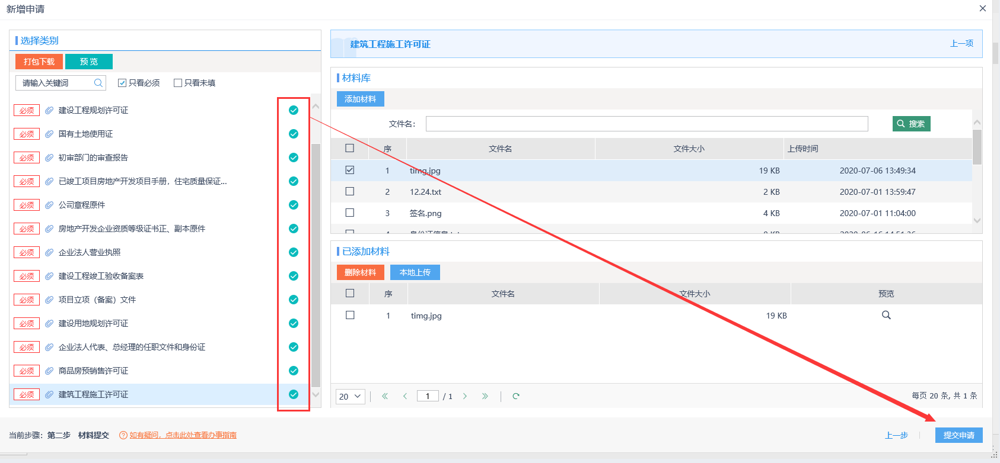 新增申请
选择类别
打包下载 预 览
请输入关键词 只看必须 只看未填
必须 建设工程规划许可证
必须 国有土地使用证
必须 初审部门的审查报告
必须 已竣工项目房地产开发项目手册，住宅质量保证...
必须 公司章程原件
必须 房地产开发企业资质等级证书正、副本原件
必须 企业法人营业执照
必须 建设工程竣工验收备案表
必须 项目立项（备案）文件
必须 建设用地规划许可证
必须 企业法人代表、总经理的任职文件和身份证
必须 商品房预销售许可证
必须 建筑工程施工许可证
建筑工程施工许可证 上一项
材料库
添加材料
文件名： 搜索
序 文件名 文件大小 上传时间
1 timg.jpg 19 KB 2020-07-06 13:49:34
2 12.24.txt 2 KB 2020-07-01 13:59:47
3 签名.png 4 KB 2020-07-01 11:04:00
已添加材料
删除材料 本地上传
序 文件名 文件大小 预览
1 timg.jpg 19 KB
20 1 / 1 每页 20 条, 共 1 条
当前步骤：第二步 材料提交 如有疑问，点击此处查看办事指南 上一步 提交申请